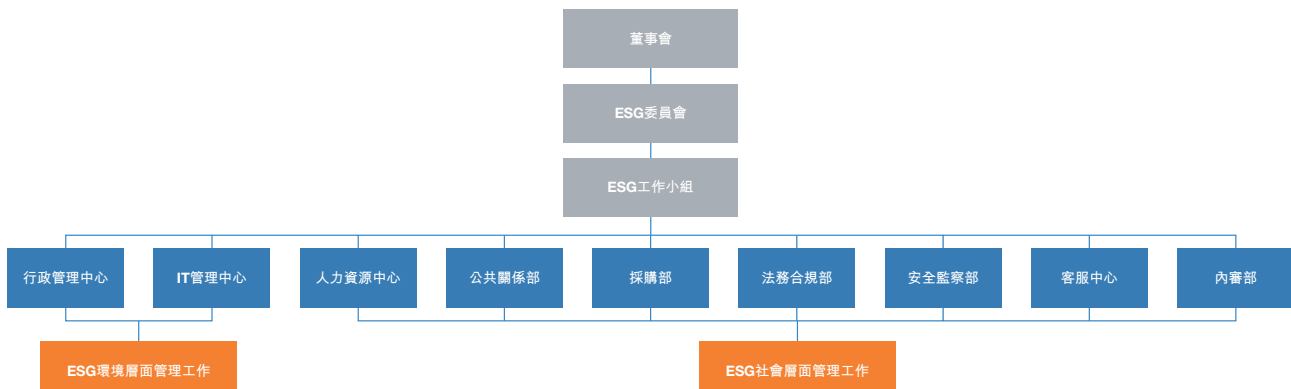 董事會
ESG委員會
ESG工作小組
行政管理中心
IT管理中心
人力資源中心
公共關係部
採購部
法務合規部
安全監察部
客服中心
內審部
ESG環境層面管理工作
ESG社會層面管理工作